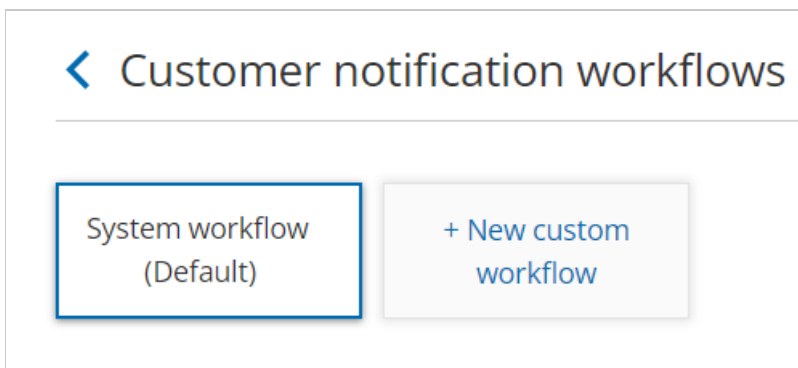 Customer notification workflows
System workflow
(Default)
+ New custom
workflow